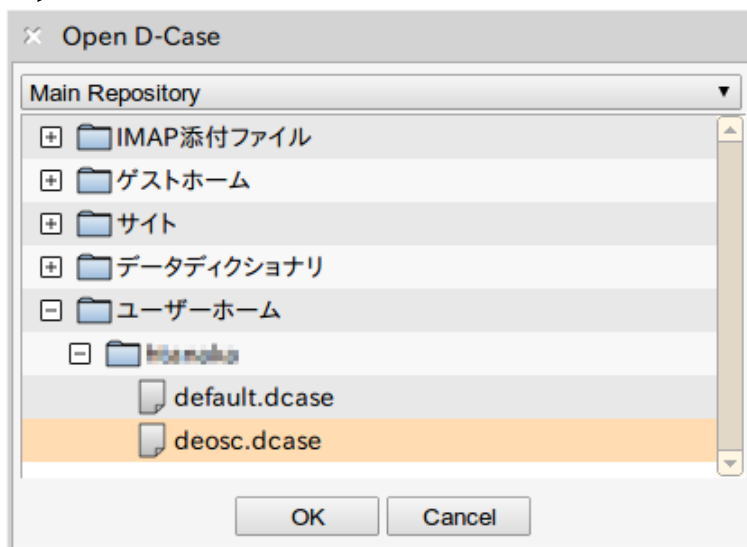 Open D-Case
Main Repository
IMAP添付ファイル
ゲストホーム
サイト
データディクショナリ
ユーザーホーム
default.dcase
deosc.dcase
OK Cancel